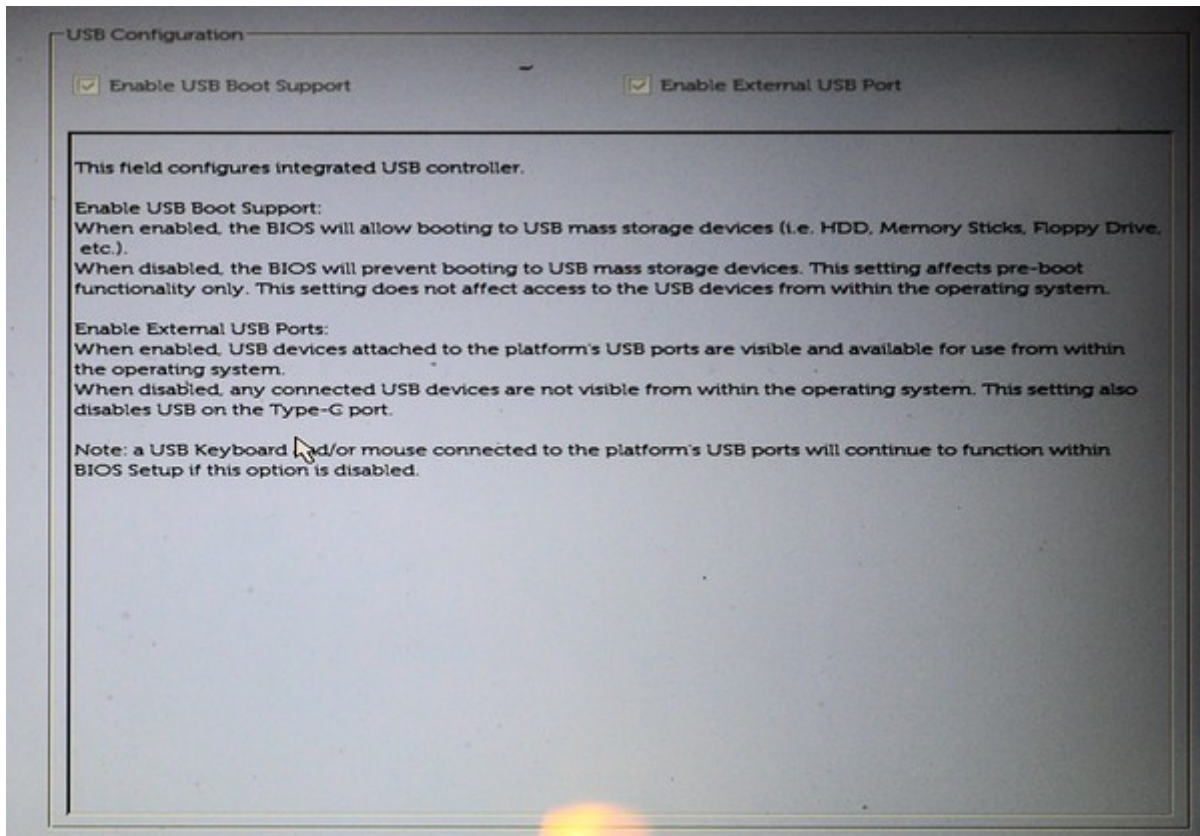 USB Configuration
Enable USB Boot Support
Enable External USB Port
This field configures integrated USB controller.
Enable USB Boot Support:
When enabled, the BIOS will allow booting to USB mass storage devices (i.e. HDD, Memory Sticks, Floppy Drive,
etc.).
When disabled, the BIOS will prevent booting to USB mass storage devices. This setting affects pre-boot
functionality only. This setting does not affect access to the USB devices from within the operating system.
Enable External USB Ports:
When enabled, USB devices attached to the platform's USB ports are visible and available for use from within
the operating system.
When disabled, any connected USB devices are not visible from within the operating system. This setting also
disables USB on the Type-C port.
Note: a USB Keyboard and/or mouse connected to the platform's USB ports will continue to function within
BIOS Setup if this option is disabled.